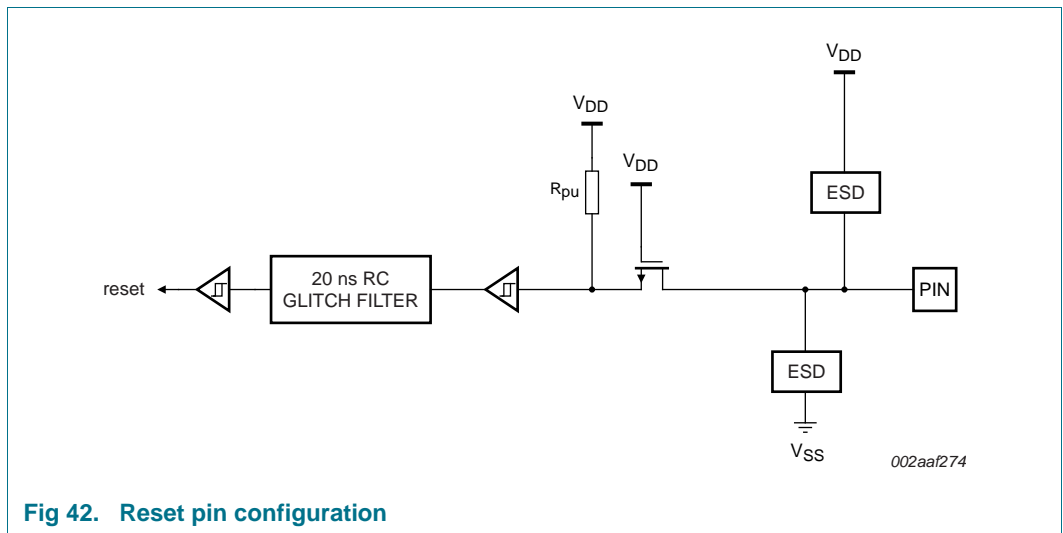 VDD
VDD
VDD
Rpu
ESD
reset
20 ns RC
GLITCH FILTER
PIN
ESD
VSS
002aaf274
Fig 42. Reset pin configuration